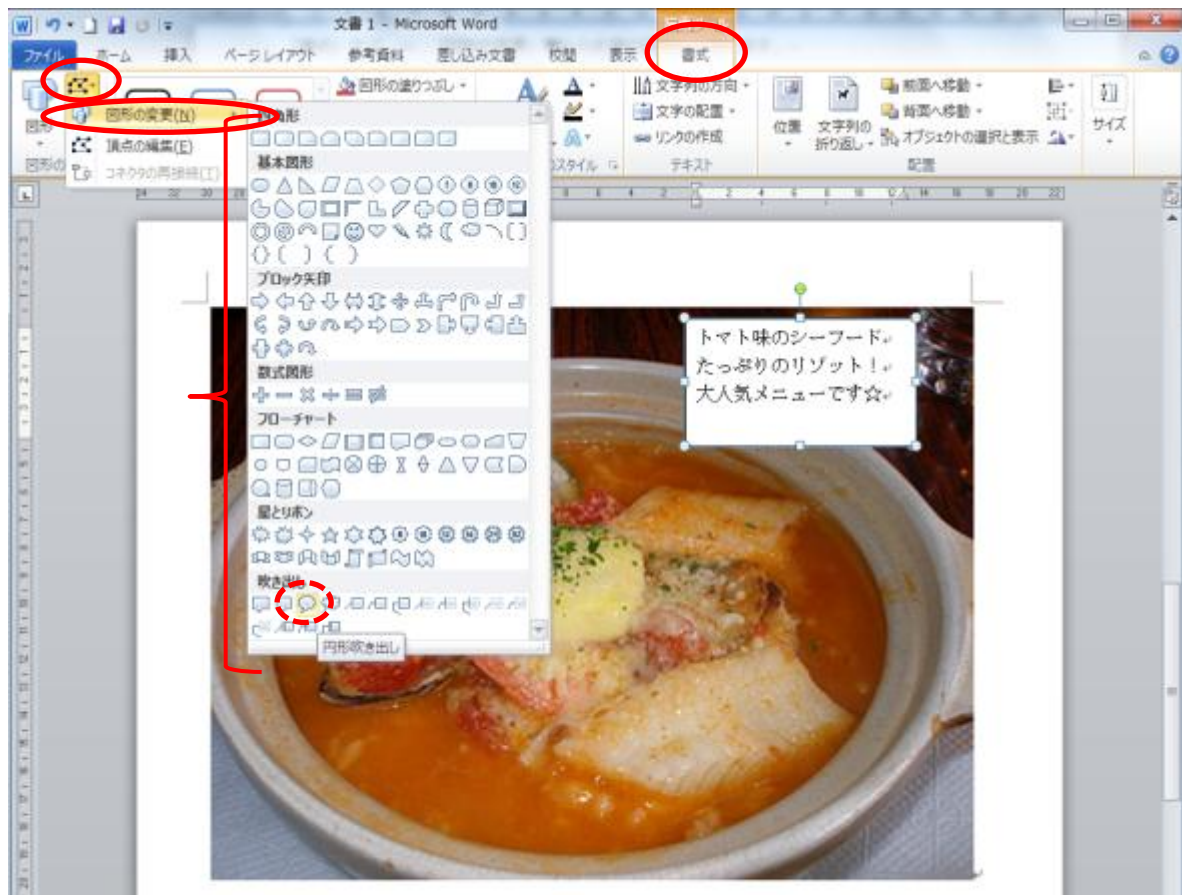 文書 1 - Microsoft Word
ファイル ホーム 挿入 ページ レイアウト 参考資料 差し込み文書 校閲 表示 書式
図形の塗りつぶし
文字列の方向
前面へ移動
図形の変更(N)
文字の配置
背面へ移動
位置
文字列の
折り返し
サイズ
頂点の編集(E)
リンクの作成
オブジェクトの選択と表示
コネクタの再接続(T)
テキスト
配置
基本図形
ブロック矢印
数式図形
フローチャート
星とリボン
吹き出し
円形吹き出し
トマト味のシーフード
たっぷりのリゾット！
大人気メニューです☆